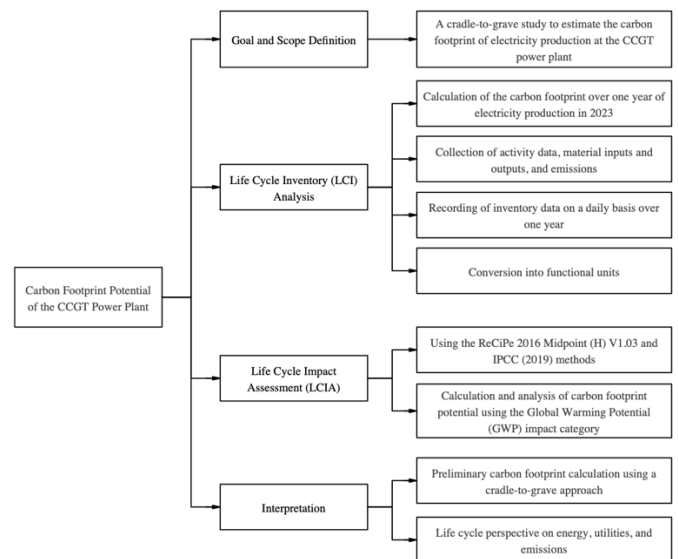 Goal and Scope Definition
A cradle-to-grave study to estimate the carbon
footprint of electricity production at the CCGT
power plant
Calculation of the carbon footprint over one year of
electricity production in 2023
Life Cycle Inventory (LCI)
Analysis
Collection of activity data, material inputs and
outputs, and emissions
Recording of inventory data on a daily basis over
one year
Conversion into functional units
Carbon Footprint Potential
of the CCGT Power Plant
Life Cycle Impact
Assessment (LCIA)
Using the ReCiPe 2016 Midpoint (H) V1.03 and
IPCC (2019) methods
Calculation and analysis of carbon footprint
potential using the Global Warming Potential
(GWP) impact category
Interpretation
Preliminary carbon footprint calculation using a
cradle-to-grave approach
Life cycle perspective on energy, utilities, and
emissions